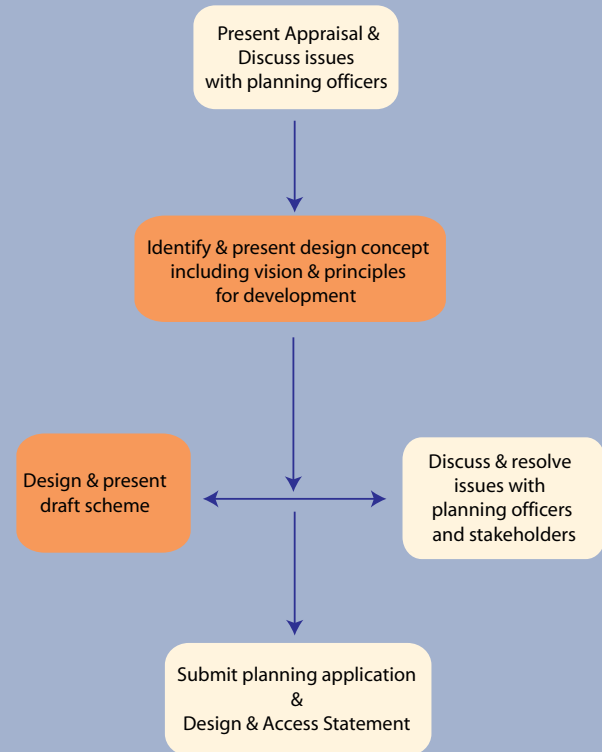 Present Appraisal &
Discuss issues
with planning officers
Identify & present design concept
including vision & principles
for development
Design & present
draft scheme
Discuss & resolve
issues with
planning officers
and stakeholders
Submit planning application
&
Design & Access Statement